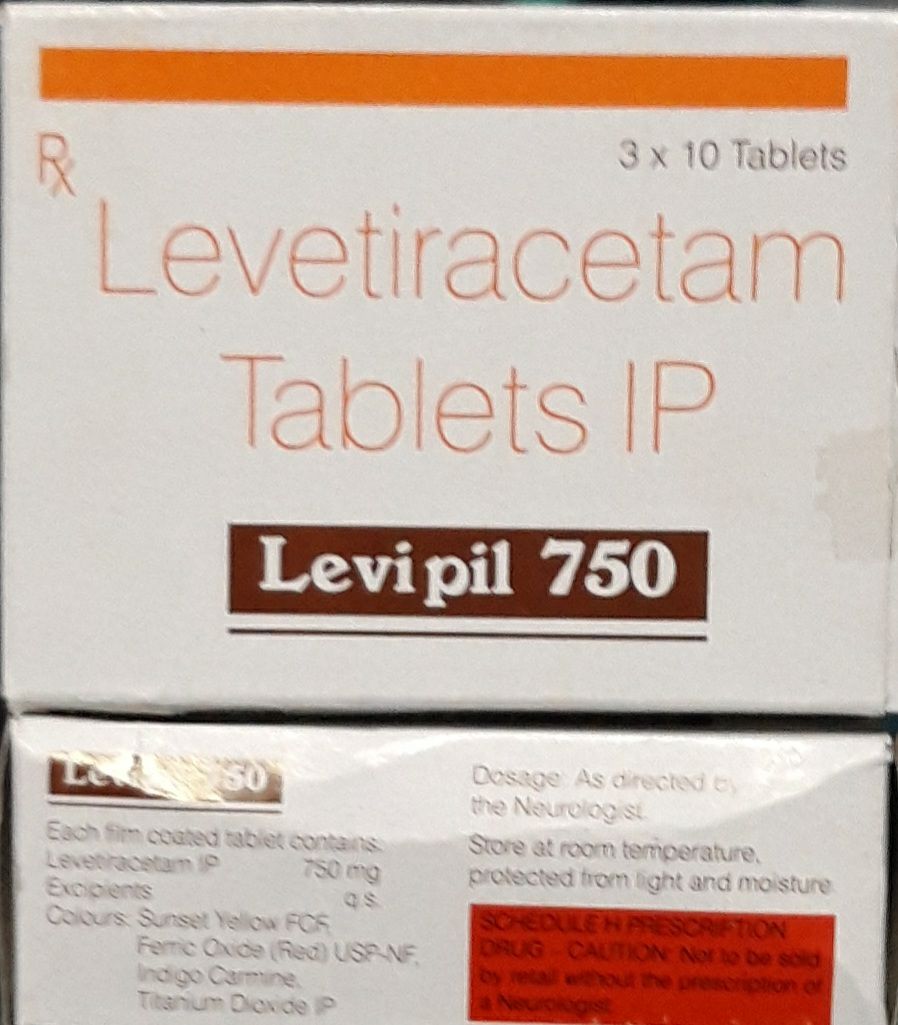 3 x 10 Tablets
Rx
Levetiracetam
Tablets IP
Levipil 750
50
Each film coated tablet contains:
Levetiracetam IP 750 mg
Excipients q.s.
Colours: Sunset Yellow FCF,
Ferric Oxide (Red) USP-NF,
Indigo Carmine,
Titanium Dioxide IP
Dosage: As directed by
the Neurologist.
Store at room temperature,
protected from light and moisture
SCHEDULE H PRESCRIPTION
DRUG - CAUTION: Not to be sold
by retail without the prescription of
a Neurologist.